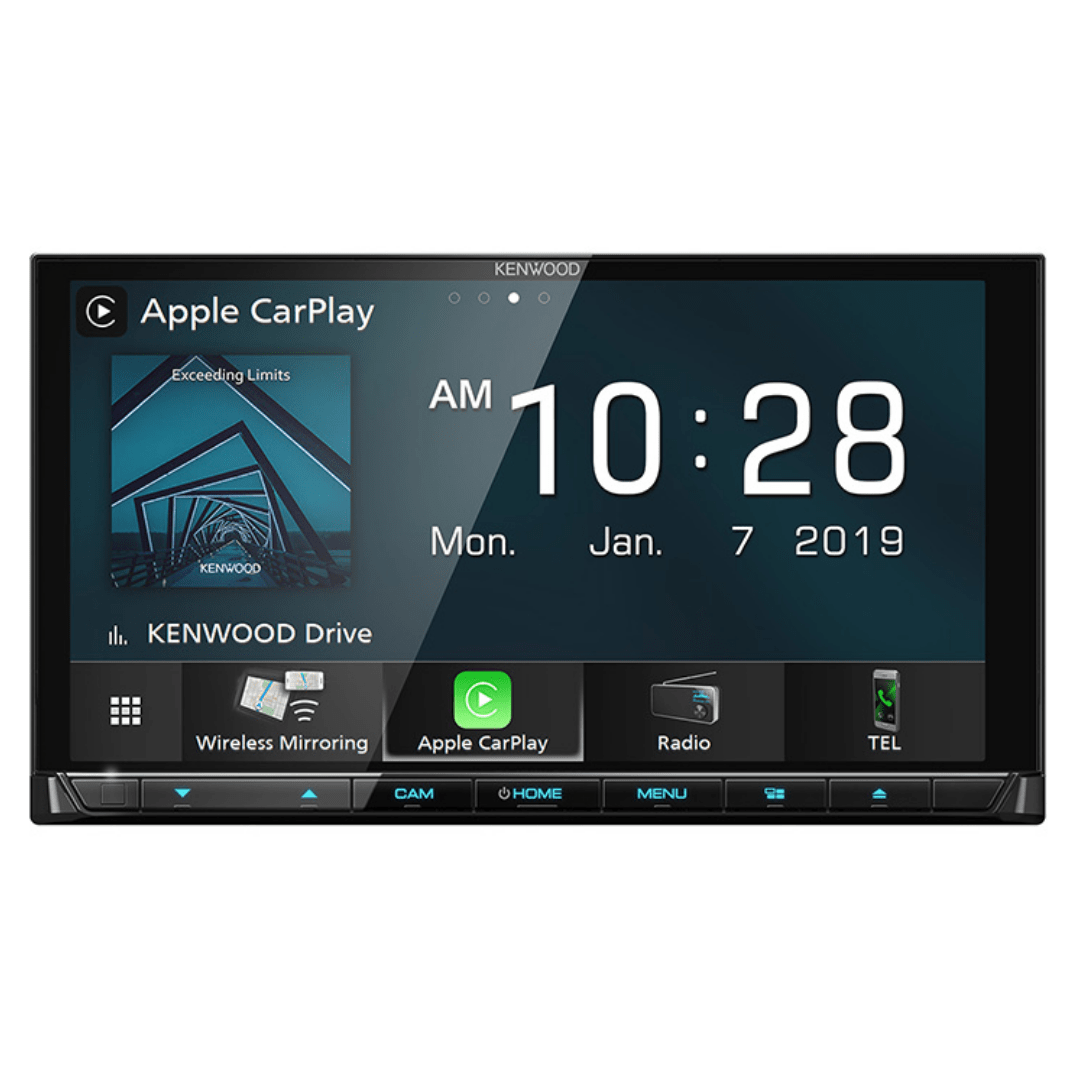 KENWOOD
Apple CarPlay
Exceeding Limits
KENWOOD
KENWOOD Drive
AM 10:28
Mon. Jan. 7 2019
Wireless Mirroring
Apple CarPlay
Radio
TEL
CAM
HOME
MENU